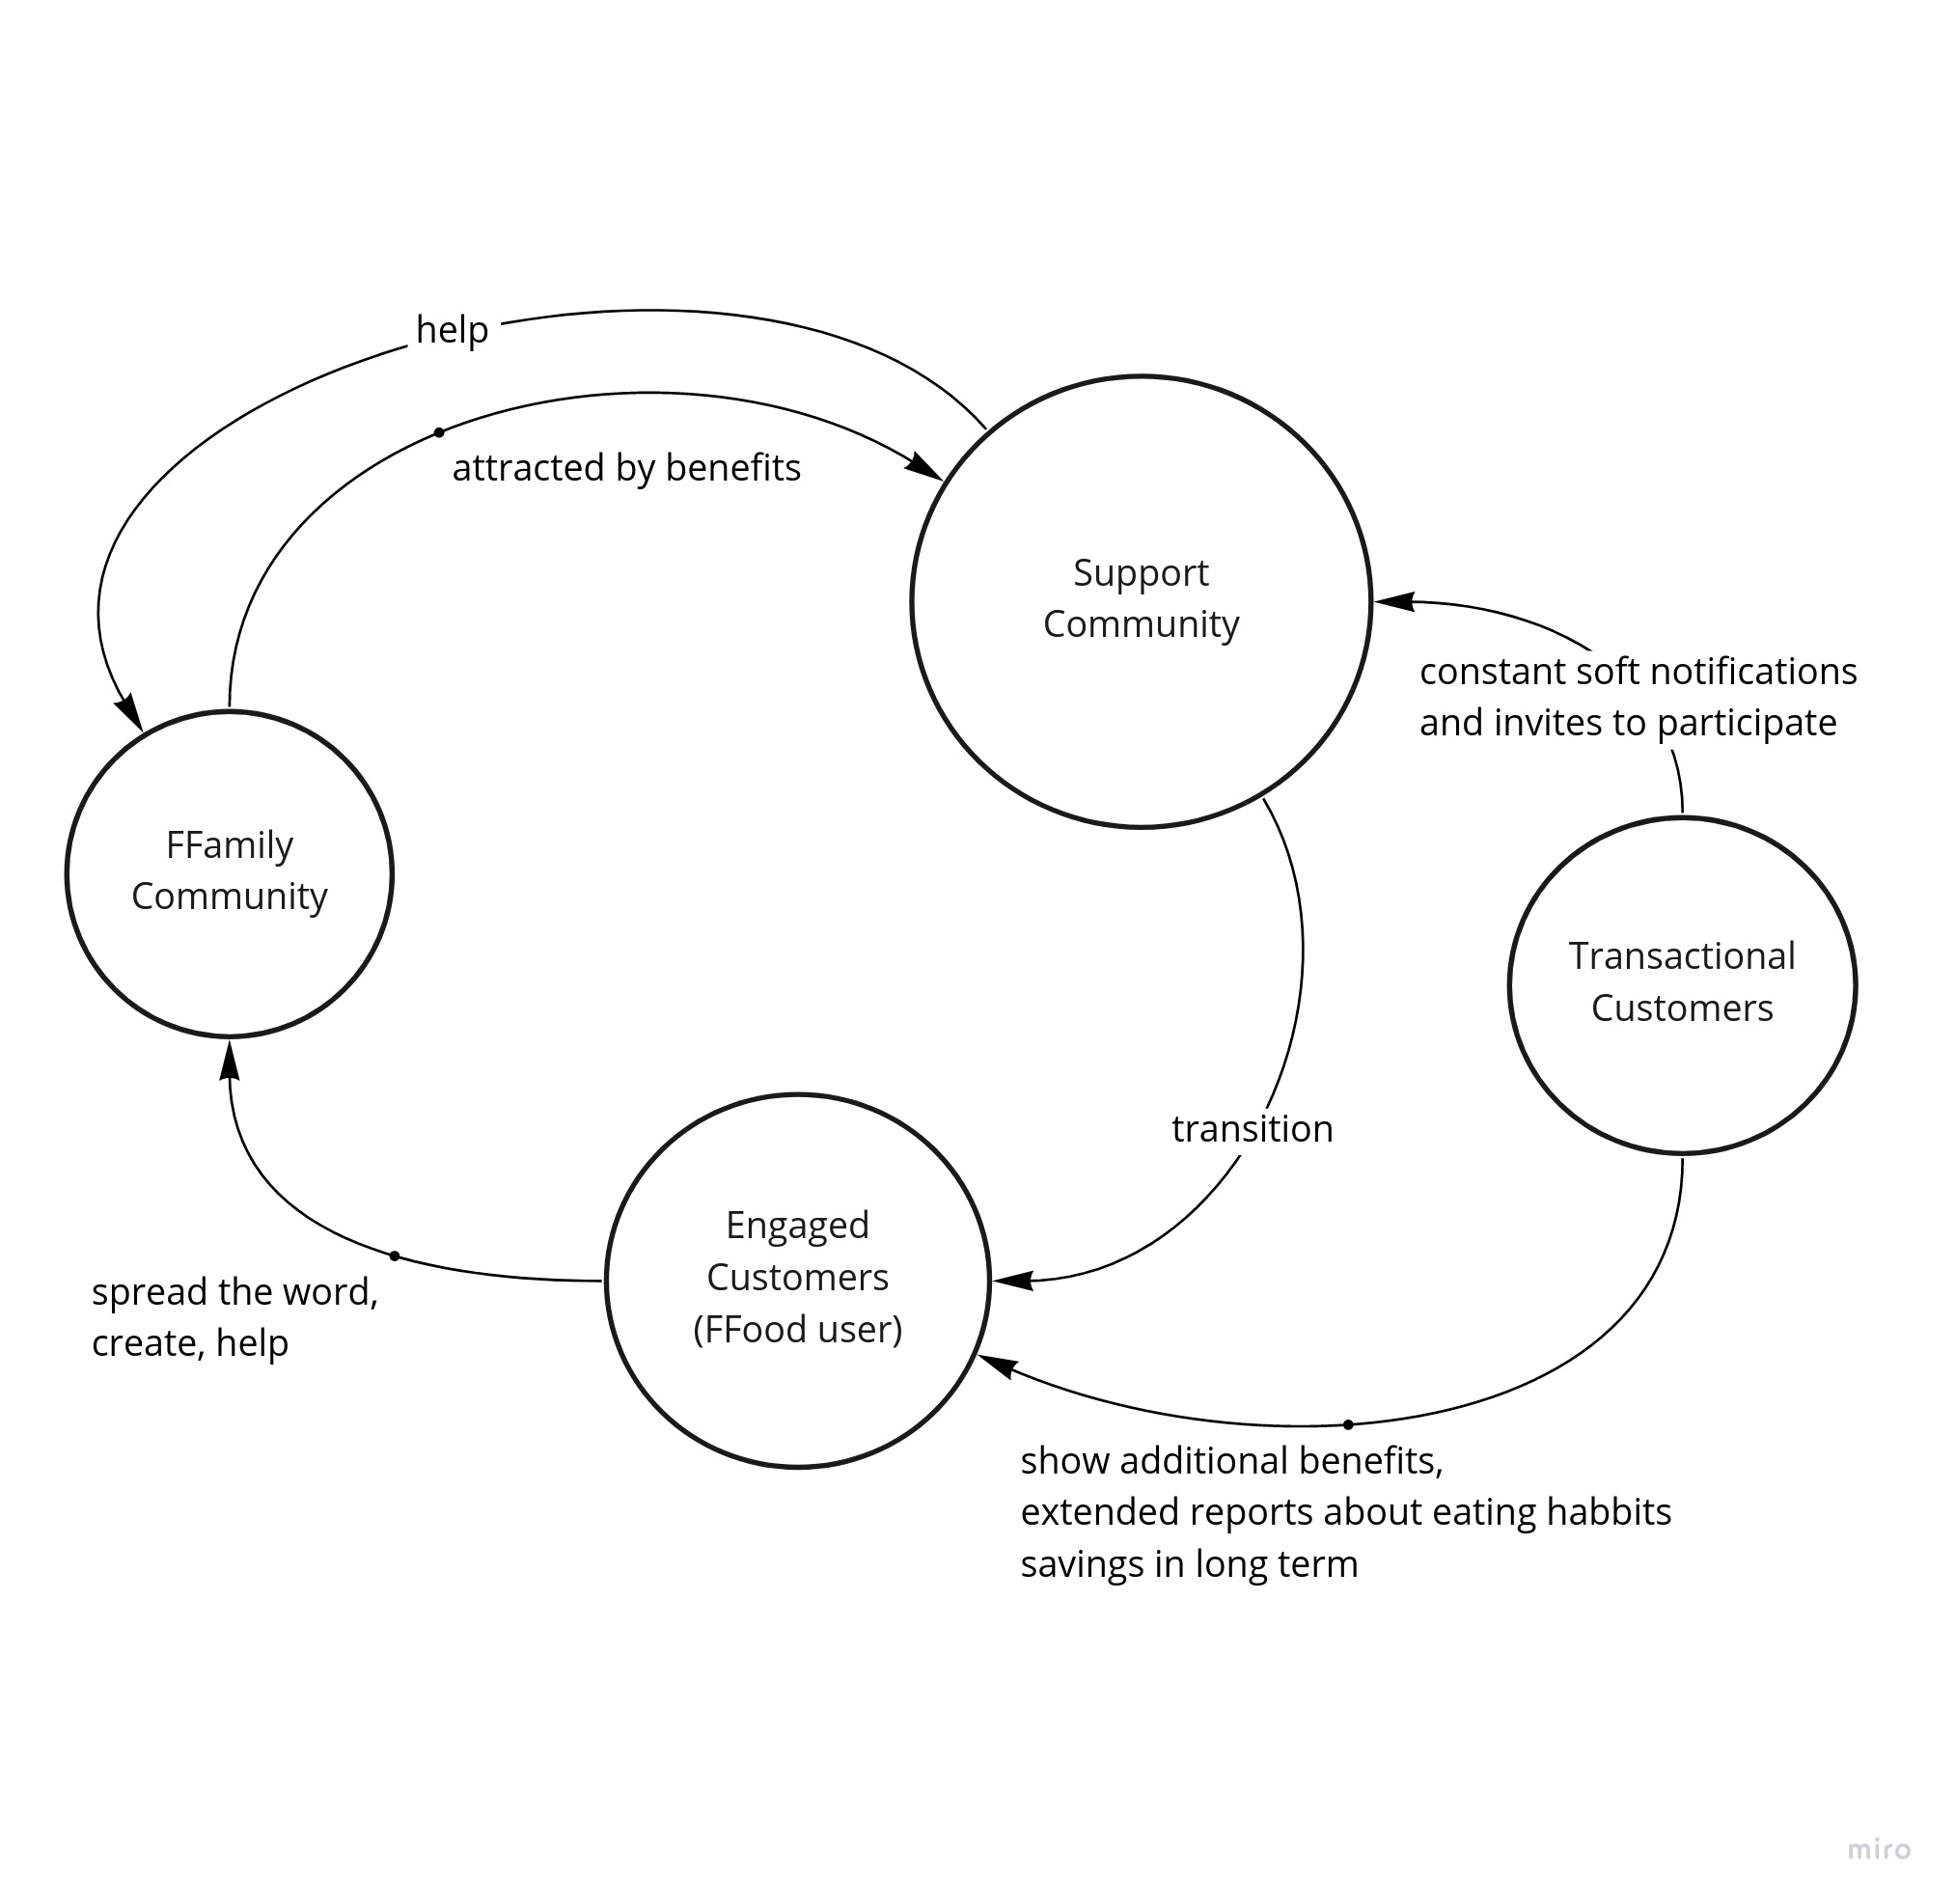 help
attracted by benefits
Support
Community
constant soft notifications
and invites to participate
FFamily
Community
Transactional
Customers
transition
Engaged
Customers
(FFood user)
spread the word,
create, help
show additional benefits,
extended reports about eating habbits
savings in long term
miro